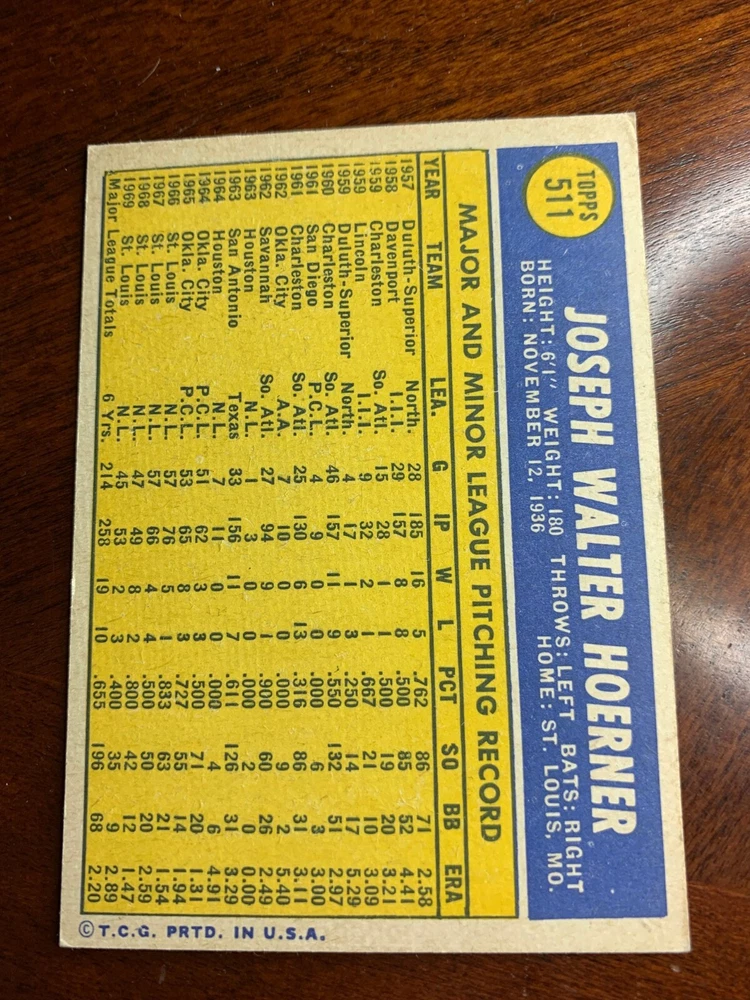 TOPPS
511
JOSEPH WALTER HOERNER
HEIGHT: 6'1" WEIGHT: 180 THROWS: LEFT BATS: RIGHT
BORN: NOVEMBER 12, 1936 HOME: ST. LOUIS, MO.
MAJOR AND MINOR LEAGUE PITCHING RECORD
YEAR TEAM LEA. G IP W L PCT SO BB ERA
1957 Duluth-Superior North. 28 185 16 5 .762 86 71 2.58
1958 Davenport I.I.I. 29 157 8 8 .500 85 52 4.41
1959 Charleston So. Atl. 15 28 1 1 .500 19 20 3.21
1959 Lincoln I.I.I. 9 32 2 1 .667 21 10 3.09
1959 Duluth-Superior North. 4 17 1 3 .250 14 17 5.29
1960 Charleston So. Atl. 46 157 11 9 .550 132 51 2.97
1961 San Diego P.C.L. 4 9 0 0 .000 6 3 3.00
1961 Charleston So. Atl. 25 130 6 13 .316 86 31 3.11
1962 Okla. City A.A. 7 10 0 0 .000 9 2 5.40
1962 Savannah So. Atl. 27 94 9 1 .900 60 26 2.49
1963 Houston N.L. 1 3 0 0 .000 2 0 0.00
1963 San Antonio Texas 33 156 11 7 .611 126 31 3.29
1964 Houston N.L. 7 11 0 0 .000 4 6 4.91
1964 Okla. City P.C.L. 51 62 3 3 .500 71 20 1.31
1965 Okla. City P.C.L. 53 65 8 3 .727 55 14 1.94
1966 St. Louis N.L. 57 76 5 1 .833 63 21 1.54
1967 St. Louis N.L. 57 66 4 4 .500 50 20 2.59
1968 St. Louis N.L. 47 49 8 2 .800 42 12 1.47
1969 St. Louis N.L. 45 53 2 3 .400 35 9 2.89
Major League Totals 6 Yrs. 214 258 19 10 .655 196 68 2.20
© T.C.G. PRTD. IN U.S.A.